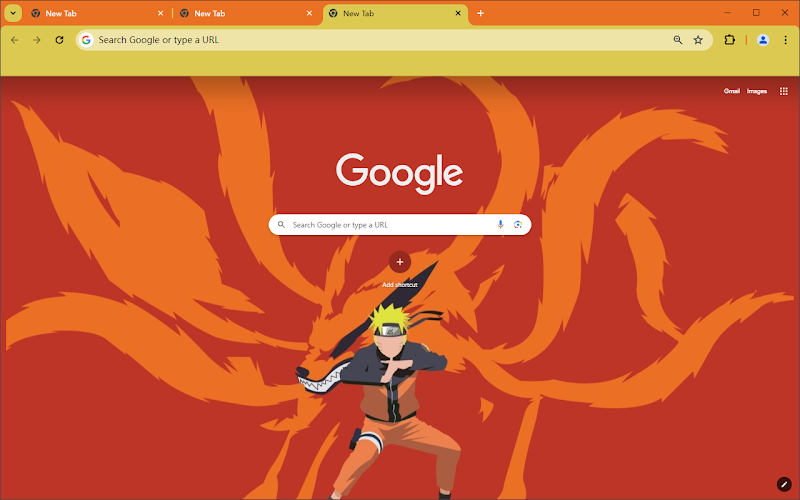 New Tab
New Tab
New Tab
Search Google or type a URL
Gmail Images
Google
Search Google or type a URL
Add shortcut